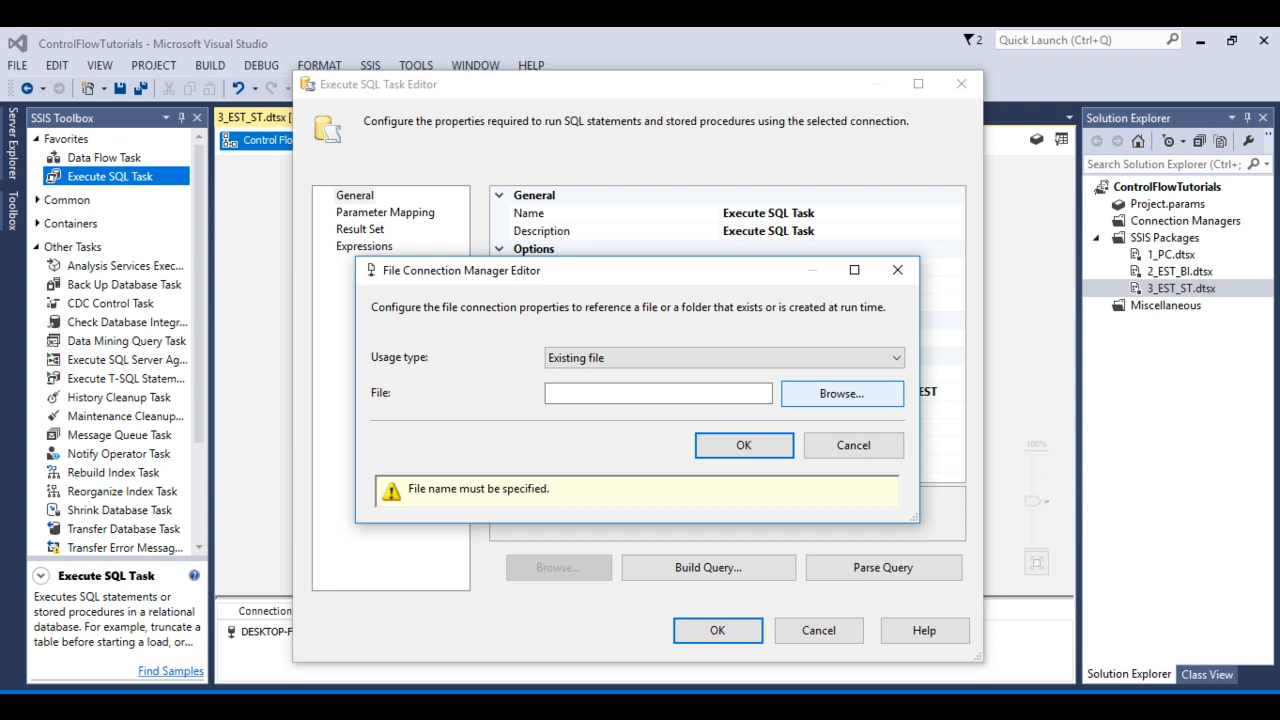 ControlFlowTutorials - Microsoft Visual Studio
2
Quick Launch (Ctrl+Q)
FILE EDIT VIEW PROJECT BUILD DEBUG FORMAT SSIS TOOLS WINDOW HELP
Server Explorer
Toolbox
SSIS Toolbox
Favorites
Data Flow Task
Execute SQL Task
Common
Containers
Other Tasks
Analysis Services Exec...
Back Up Database Task
CDC Control Task
Check Database Integr...
Data Mining Query Task
Execute SQL Server Ag...
Execute T-SQL Statem...
History Cleanup Task
Maintenance Cleanup...
Message Queue Task
Notify Operator Task
Rebuild Index Task
Reorganize Index Task
Shrink Database Task
Transfer Database Task
Transfer Error Messag...
Execute SQL Task
Executes SQL statements or
stored procedures in a relational
database. For example, truncate a
table before starting a load, or...
Find Samples
3_EST_ST.dtsx [
Control Flo
Connection
DESKTOP-F
100%
Execute SQL Task Editor
Configure the properties required to run SQL statements and stored procedures using the selected connection.
General
Parameter Mapping
Result Set
Expressions
General
Name Execute SQL Task
Description Execute SQL Task
Options
EST
Browse...
Build Query...
Parse Query
OK
Cancel
Help
File Connection Manager Editor
Configure the file connection properties to reference a file or a folder that exists or is created at run time.
Usage type: Existing file
File: Browse...
OK
Cancel
File name must be specified.
Solution Explorer
Search Solution Explorer (Ctrl+;
ControlFlowTutorials
Project.params
Connection Managers
SSIS Packages
1_PC.dtsx
2_EST_BI.dtsx
3_EST_ST.dtsx
Miscellaneous
Solution Explorer
Class View